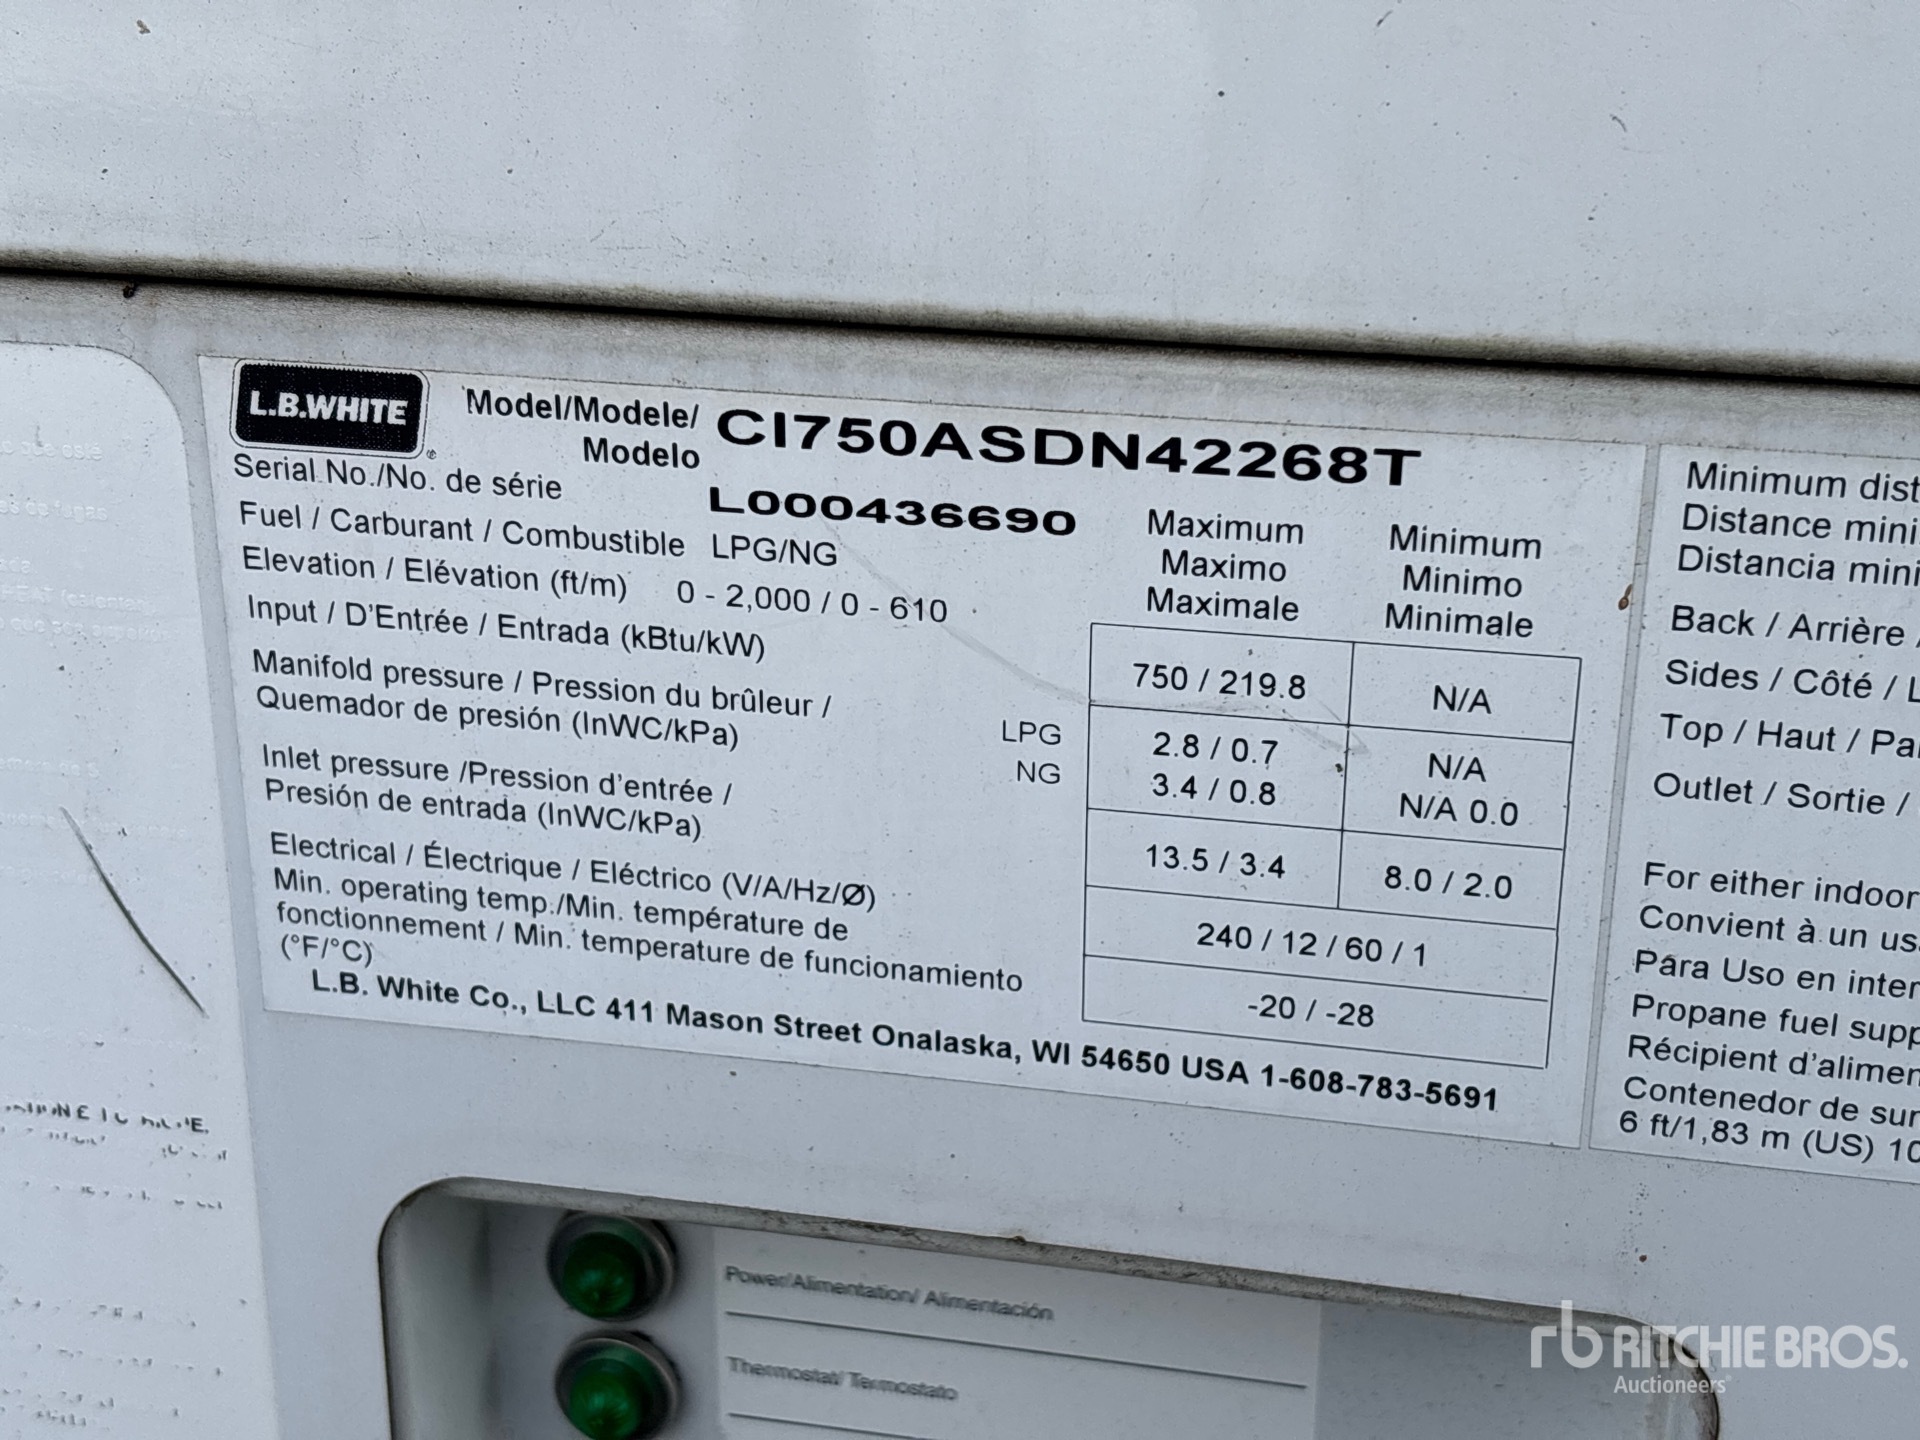 L.B.WHITE ®
Model/Modele/
Modelo
CI750ASDN42268T
Serial No./No. de série
L000436690
Fuel / Carburant / Combustible LPG/NG
Elevation / Elévation (ft/m) 0 - 2,000 / 0 - 610
Maximum
Maximo
Maximale
Minimum
Minimo
Minimale
Input / D'Entrée / Entrada (kBtu/kW)
750 / 219.8 N/A
Manifold pressure / Pression du brûleur /
Quemador de presión (InWC/kPa)
LPG 2.8 / 0.7 N/A
NG 3.4 / 0.8 N/A 0.0
Inlet pressure /Pression d'entrée /
Presión de entrada (InWC/kPa)
13.5 / 3.4 8.0 / 2.0
Electrical / Électrique / Eléctrico (V/A/Hz/Ø)
240 / 12 / 60 / 1
Min. operating temp./Min. température de
fonctionnement / Min. temperature de funcionamiento
(°F/°C)
-20 / -28
L.B. White Co., LLC 411 Mason Street Onalaska, WI 54650 USA 1-608-783-5691
Minimum dist
Distance mini
Distancia mini
Back / Arrière /
Sides / Côté / L
Top / Haut / Pa
Outlet / Sortie /
For either indoor
Convient à un us
Pára Uso en inter
Propane fuel supp
Récipient d'alimen
Contenedor de sur
6 ft/1,83 m (US) 10
Power/Alimentation/ Alimentación
Thermostat/ Termostato
rb RITCHIE BROS.
Auctioneers